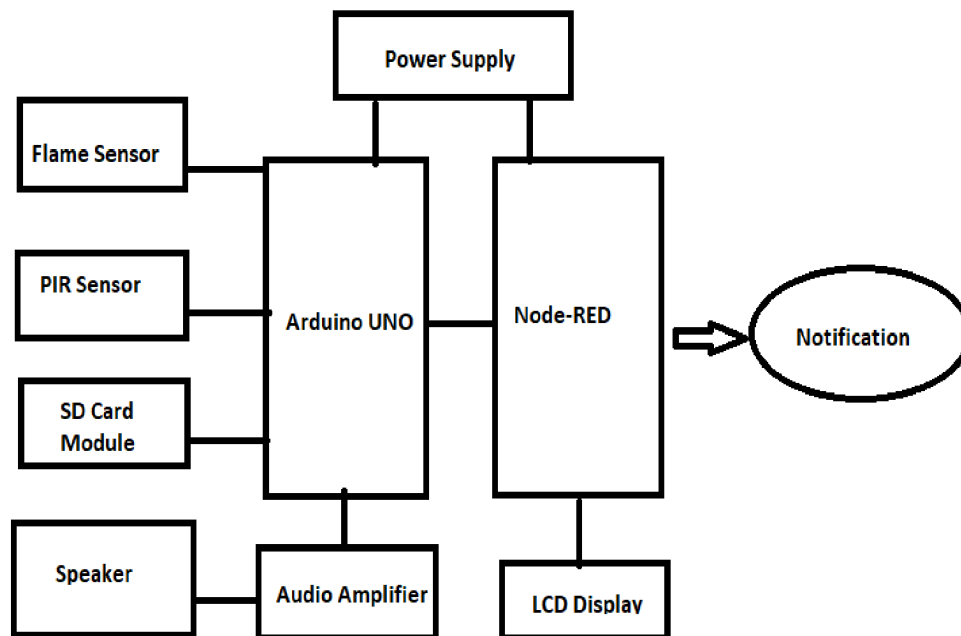 Power Supply
Flame Sensor
PIR Sensor
Arduino UNO
Node-RED
Notification
SD Card
Module
Speaker
Audio Amplifier
LCD Display